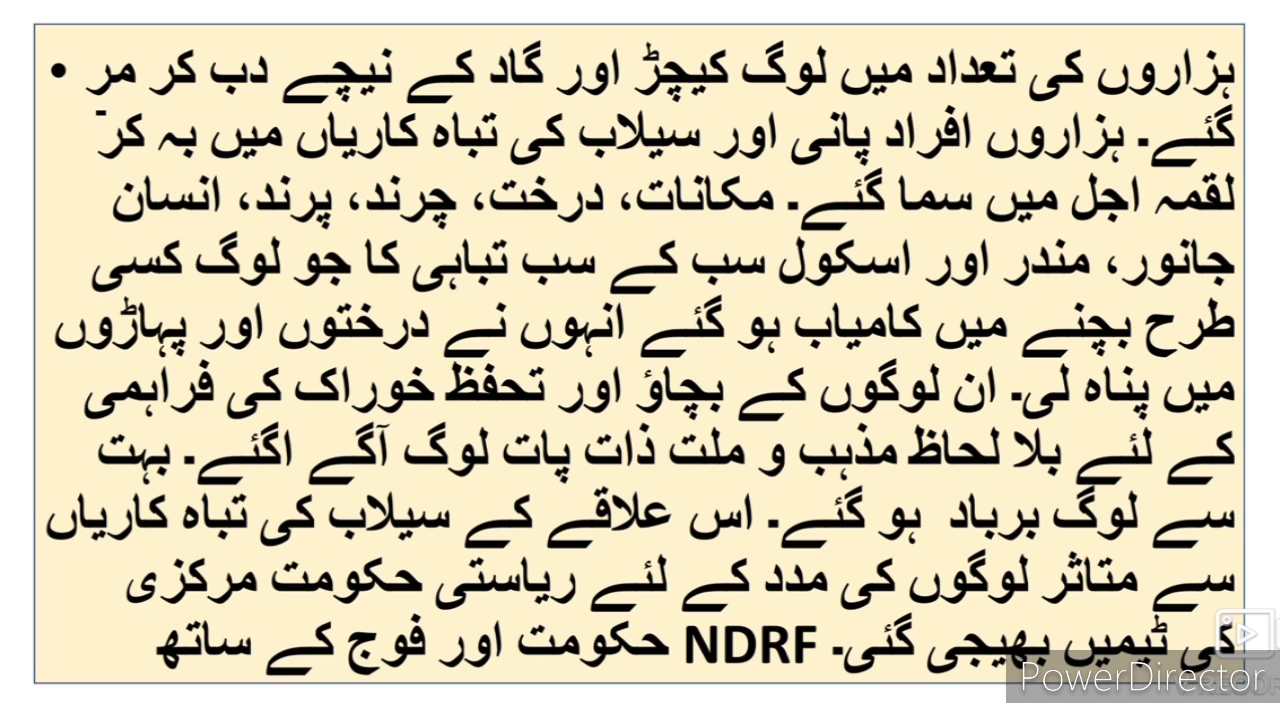 • ہزاروں کی تعداد میں لوگ کیچڑ اور گاد کے نیچے دب کر مر
گئے۔ ہزاروں افراد پانی اور سیلاب کی تباہ کاریاں میں بہ کر
لقمہ اجل میں سما گئے۔ مکانات، درخت، چرند، پرند، انسان
جانور، مندر اور اسکول سب کے سب تباہی کا جو لوگ کسی
طرح بچنے میں کامیاب ہو گئے انہوں نے درختوں اور پہاڑوں
میں پناہ لی۔ ان لوگوں کے بچاؤ اور تحفظ خوراک کی فراہمی
کے لئے بلا لحاظ مذہب و ملت ذات پات لوگ آگے اگئے۔ بہت
سے لوگ برباد ہو گئے۔ اس علاقے کے سیلاب کی تباہ کاریاں
سے متاثر لوگوں کی مدد کے لئے ریاستی حکومت مرکزی
حکومت اور فوج کے ساتھ NDRF کی ٹیمیں بھیجی گئی۔
PowerDirector